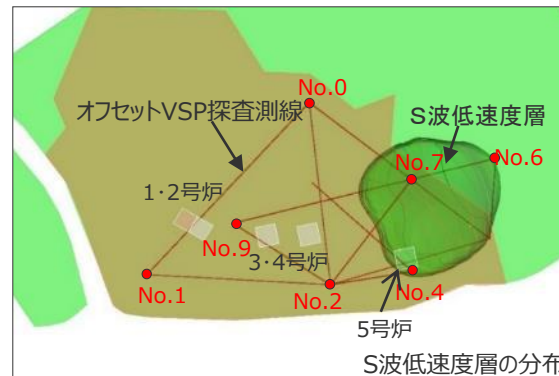 No.0
オフセットVSP探査測線
S波低速度層
No.7
No.6
1・2号炉
No.9
3・4号炉
No.1
No.2
No.4
5号炉
S波低速度層の分布